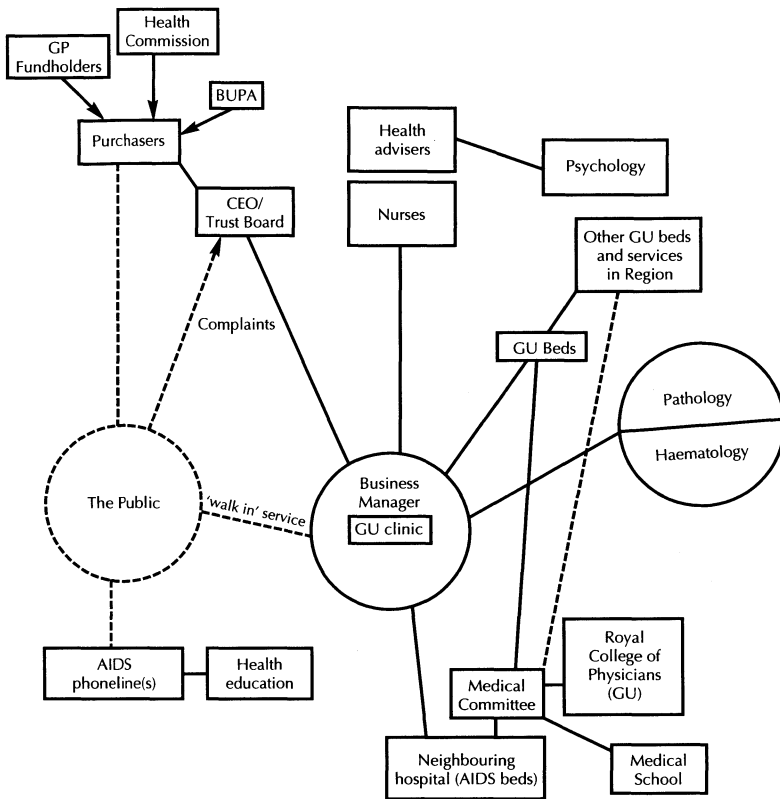 Health
Commission
GP
Fundholders
BUPA
Purchasers
Health
advisers
Psychology
CEO/
Trust Board
Nurses
Other GU beds
and services
in Region
Complaints
GU Beds
Pathology
Haematology
The Public
'walk in' service
Business
Manager
GU clinic
AIDS
phoneline(s)
Health
education
Medical
Committee
Royal
College of
Physicians
(GU)
Neighbouring
hospital (AIDS beds)
Medical
School